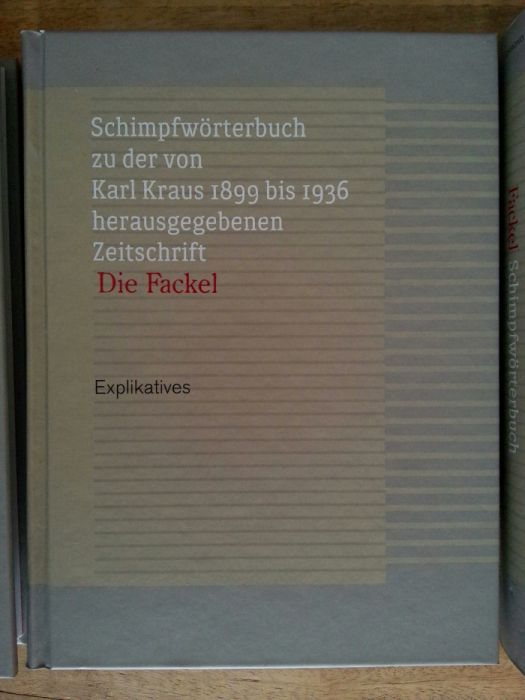 Schimpfwörterbuch
zu der von
Karl Kraus 1899 bis 1936
herausgegebenen
Zeitschrift
Die Fackel
Explikatives
Fackel Schimpfwörterbuch